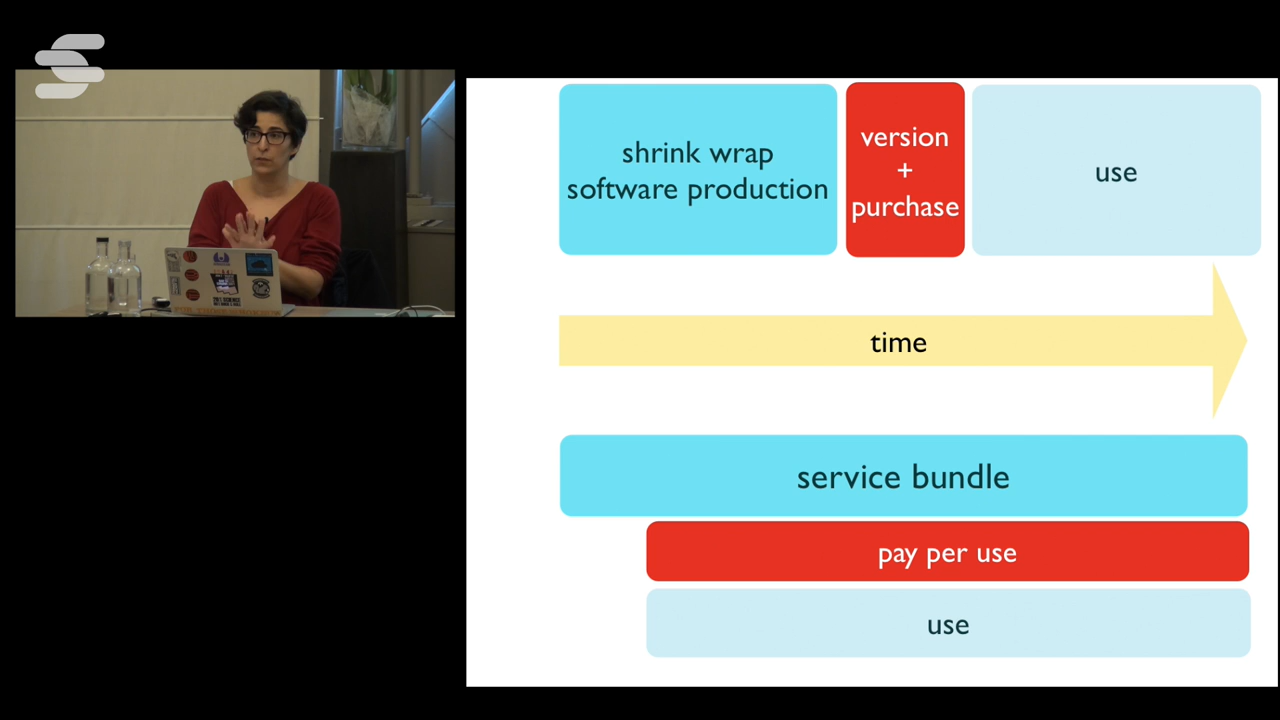 shrink wrap
software production
version
+
purchase
use
time
service bundle
pay per use
use